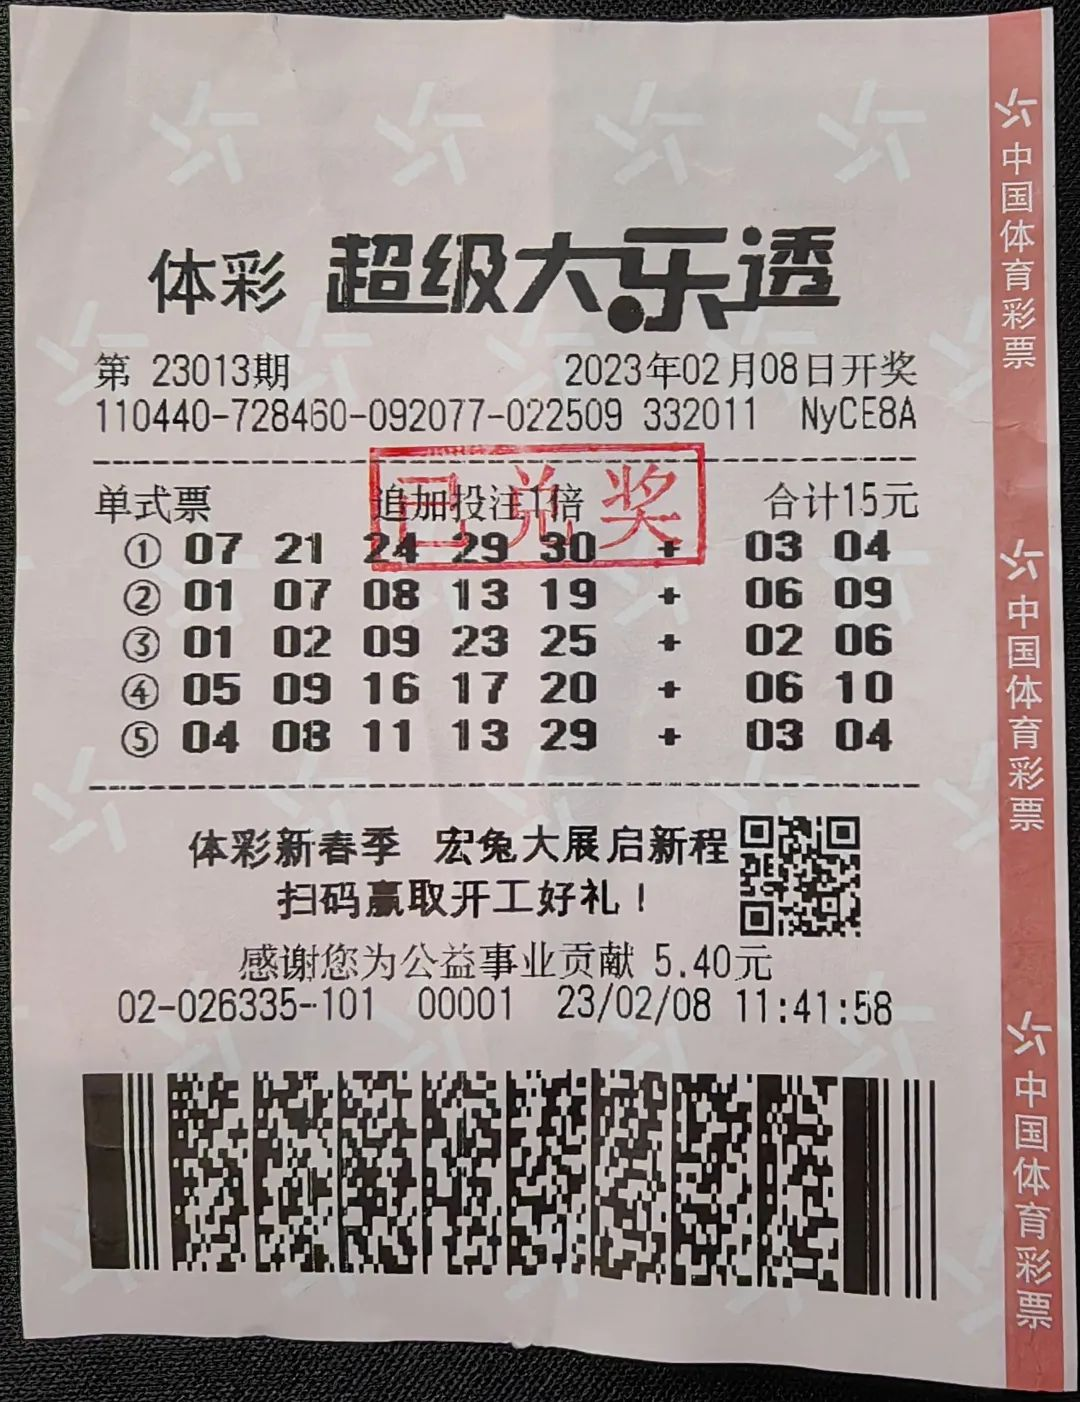 体彩 超级大乐透
第 23013期 2023年02月08日开奖
110440-728460-092077-022509 332011 NyCE8A
已兑奖
单式票 追加投注1倍 合计15元
① 07 21 24 29 30 + 03 04
② 01 07 08 13 19 + 06 09
③ 01 02 09 23 25 + 02 06
④ 05 09 16 17 20 + 06 10
⑤ 04 08 11 13 29 + 03 04
体彩新春季 宏兔大展启新程
扫码赢取开工好礼！
感谢您为公益事业贡献 5.40元
02-026335-101 00001 23/02/08 11:41:58
中国体育彩票
中国体育彩票
中国体育彩票